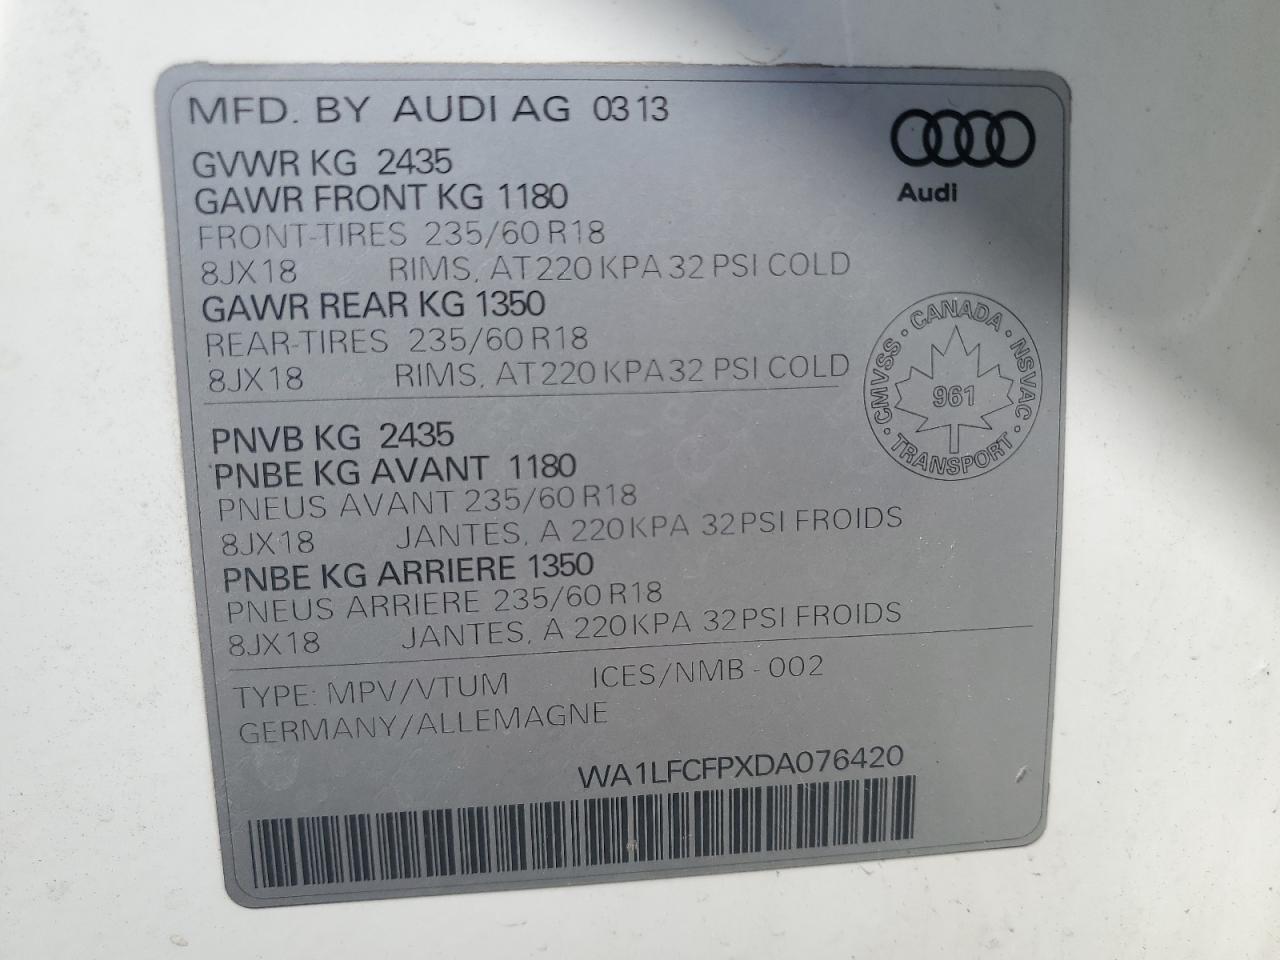 MFD. BY AUDI AG 03 13
Audi
GVWR KG 2435
GAWR FRONT KG 1180
FRONT-TIRES 235/60 R18
8JX18 RIMS, AT 220 KPA 32 PSI COLD
GAWR REAR KG 1350
REAR-TIRES 235/60 R18
8JX18 RIMS, AT 220 KPA 32 PSI COLD
CANADA · NSVAC · TRANSPORT · CMVSS ·
961
PNVB KG 2435
PNBE KG AVANT 1180
PNEUS AVANT 235/60 R18
8JX18 JANTES, A 220 KPA 32 PSI FROIDS
PNBE KG ARRIERE 1350
PNEUS ARRIERE 235/60 R18
8JX18 JANTES, A 220 KPA 32 PSI FROIDS
TYPE: MPV/VTUM ICES/NMB - 002
GERMANY/ALLEMAGNE
WA1LFCFPXDA076420